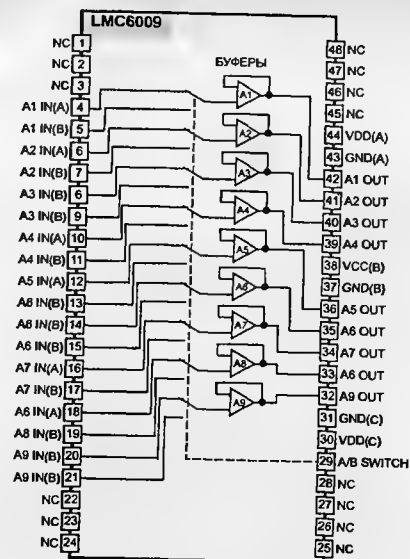 LMC6009
NC 1
NC 2
NC 3
A1 IN(A) 4
A1 IN(B) 5
A2 IN(A) 6
A2 IN(B) 7
A3 IN(B) 8
A3 IN(B) 9
A4 IN(A) 10
A4 IN(B) 11
A5 IN(A) 12
A8 IN(B) 13
A8 IN(B) 14
A6 IN(B) 15
A7 IN(A) 16
A7 IN(B) 17
A6 IN(A) 18
A8 IN(B) 19
A9 IN(B) 20
A9 IN(B) 21
NC 22
NC 23
NC 24
БУФЕРЫ
A1
A2
A3
A4
A5
A6
A7
A8
A9
48 NC
47 NC
46 NC
45 NC
44 VDD(A)
43 GND(A)
42 A1 OUT
41 A2 OUT
40 A3 OUT
39 A4 OUT
38 VCC(B)
37 GND(B)
36 A5 OUT
35 A6 OUT
34 A7 OUT
33 A6 OUT
32 A9 OUT
31 GND(C)
30 VDD(C)
29 A/B SWITCH
28 NC
27 NC
26 NC
25 NC